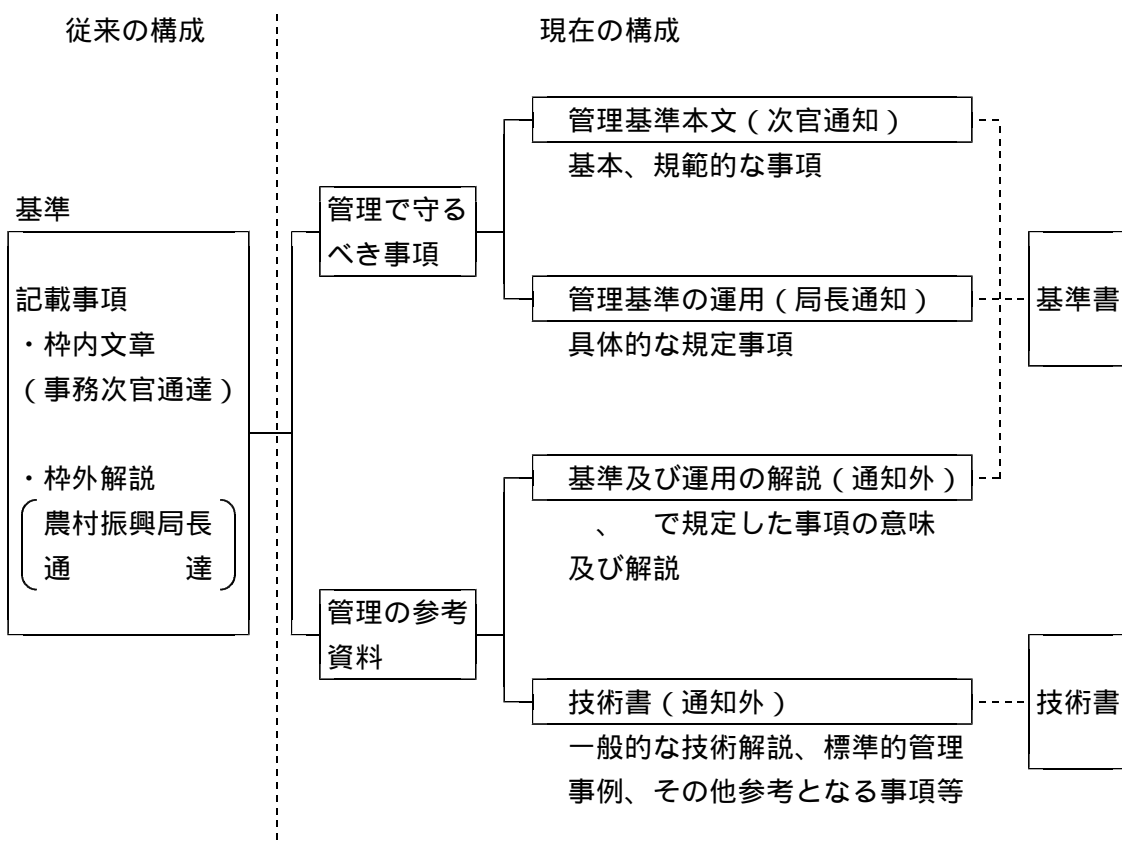 従来の構成
現在の構成
基準
記載事項
・枠内文章
(事務次官通達)
・枠外解説
農村振興局長
通　　　達
管理で守る
べき事項
管理の参考
資料
管理基準本文(次官通知)
基本、規範的な事項
管理基準の運用(局長通知)
具体的な規定事項
基準及び運用の解説(通知外)
、　で規定した事項の意味
及び解説
技術書(通知外)
一般的な技術解説、標準的管理
事例、その他参考となる事項等
基準書
技術書